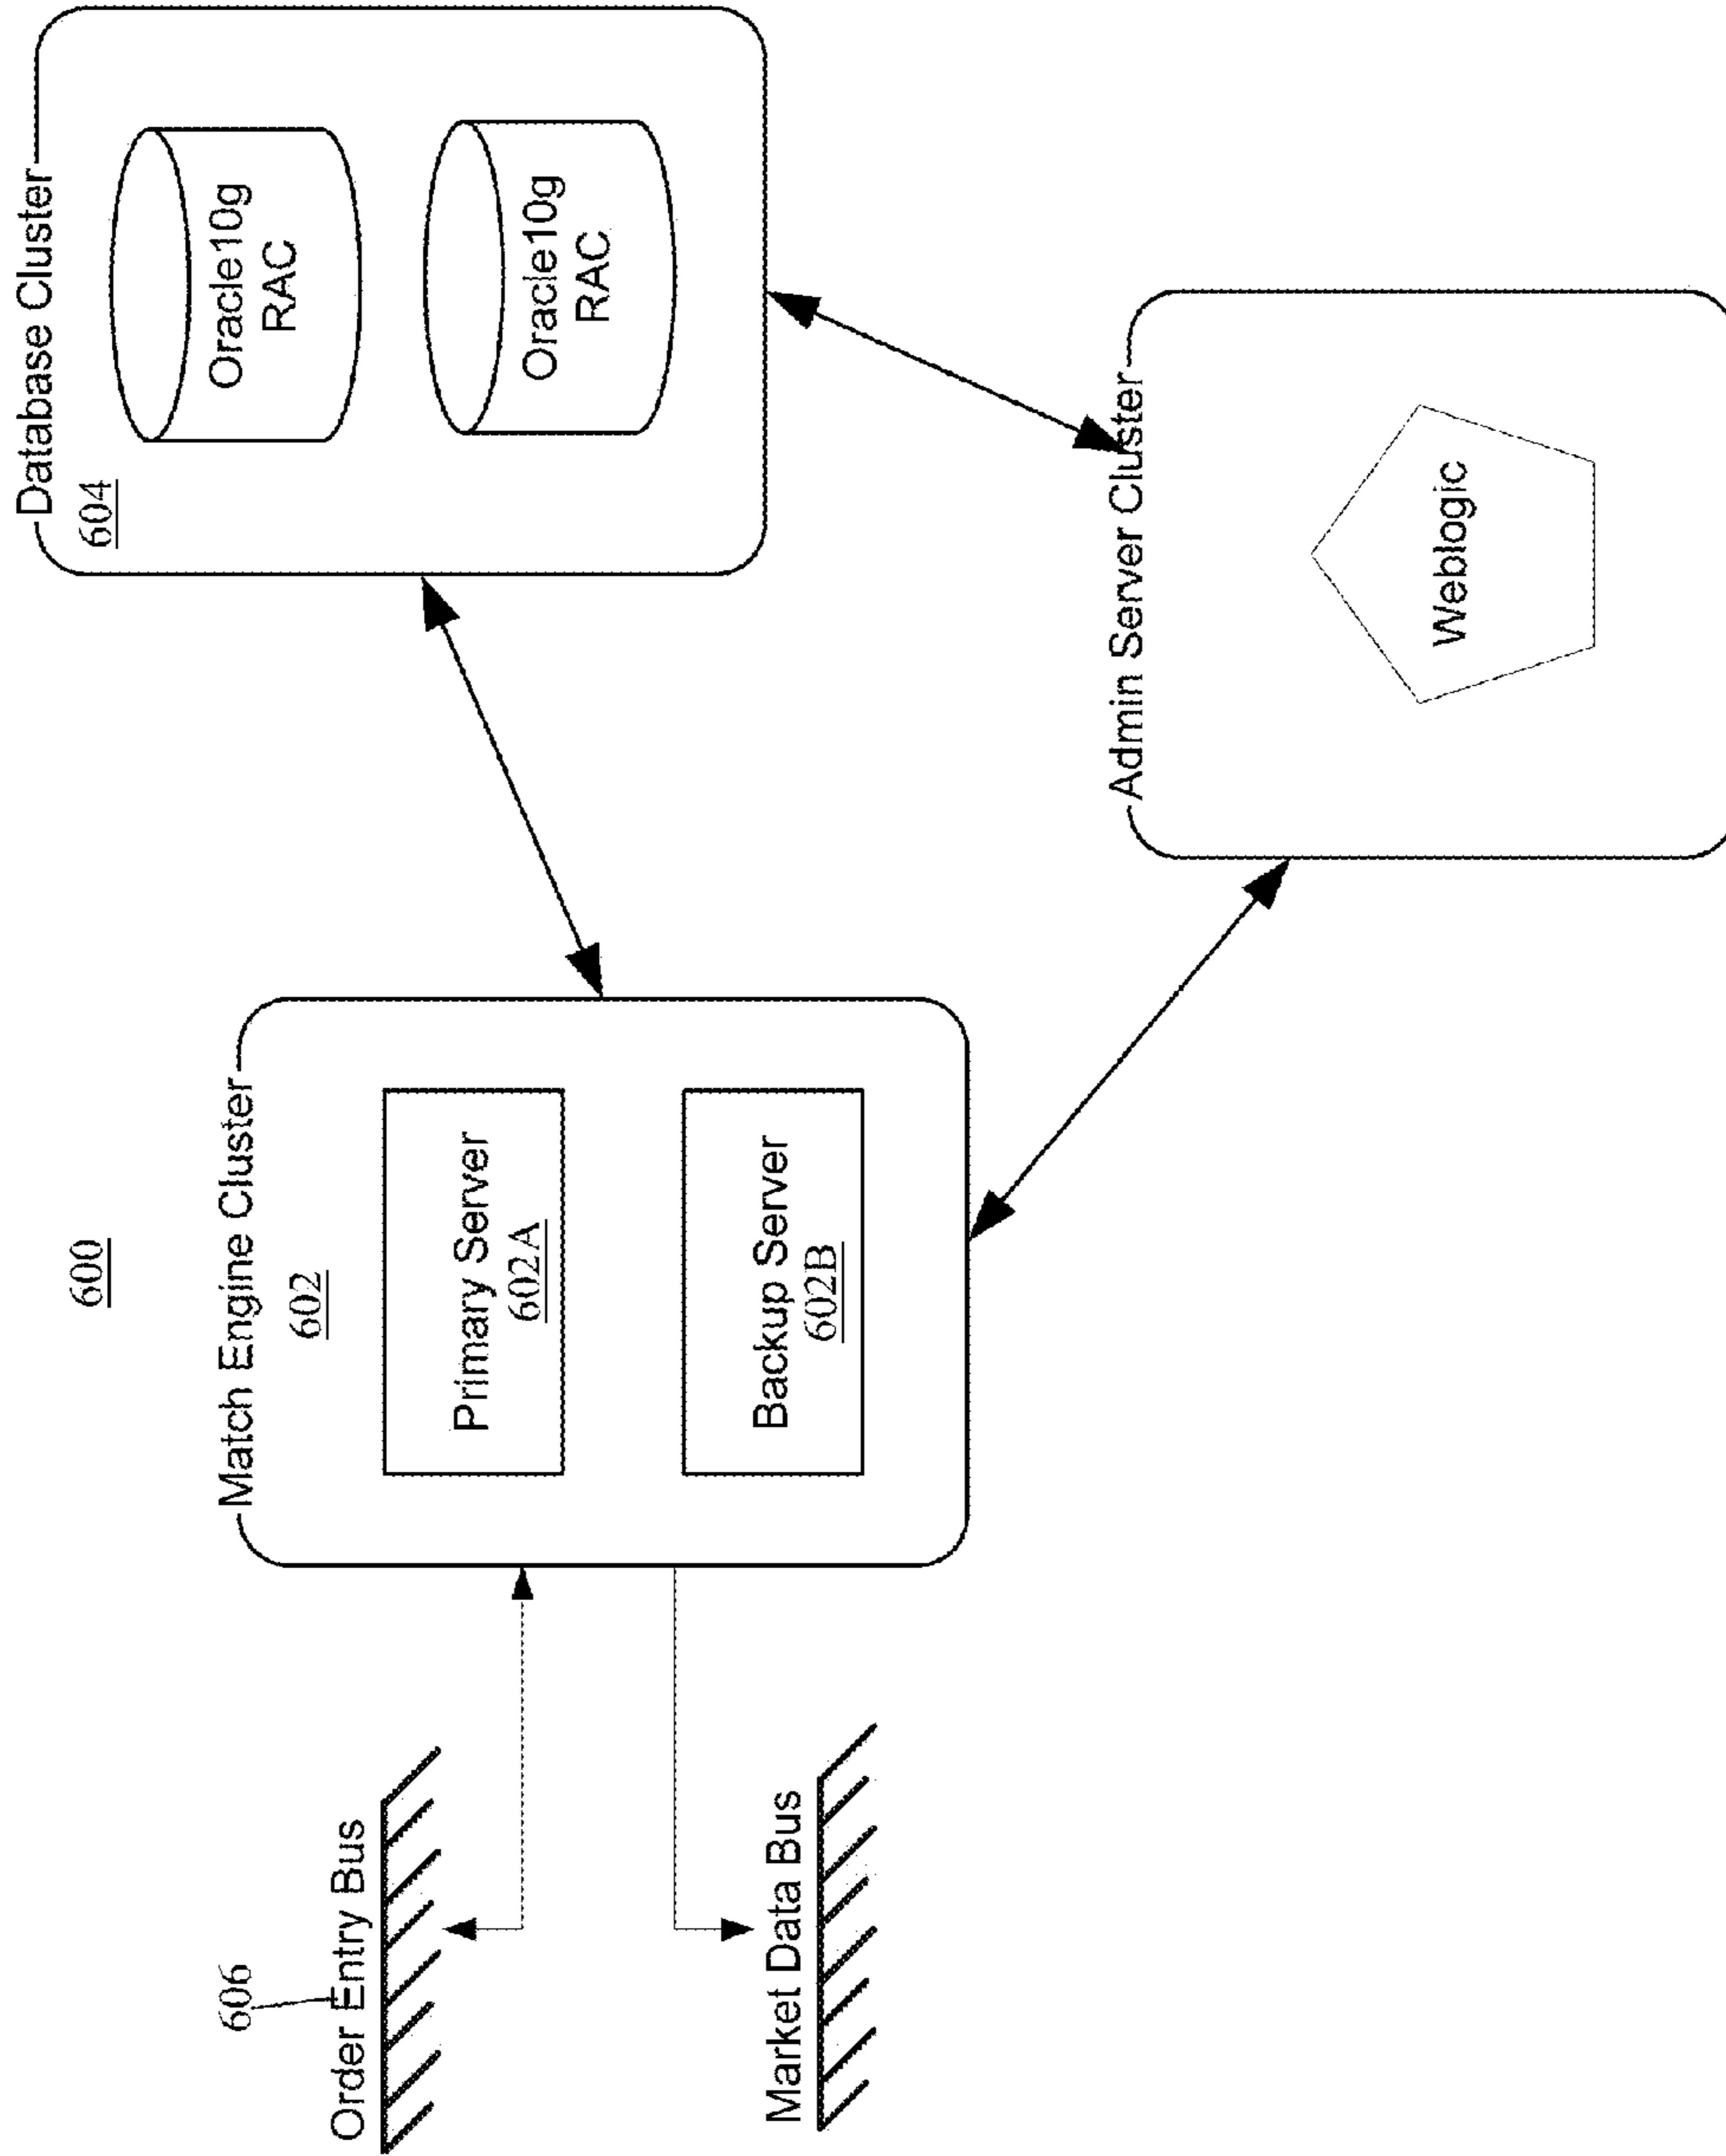 600
Database Cluster
604
Oracle10g
RAC
Oracle10g
RAC
Match Engine Cluster
602
Primary Server
602A
Backup Server
602B
606
Order Entry Bus
Market Data Bus
Admin Server Cluster
Weblogic